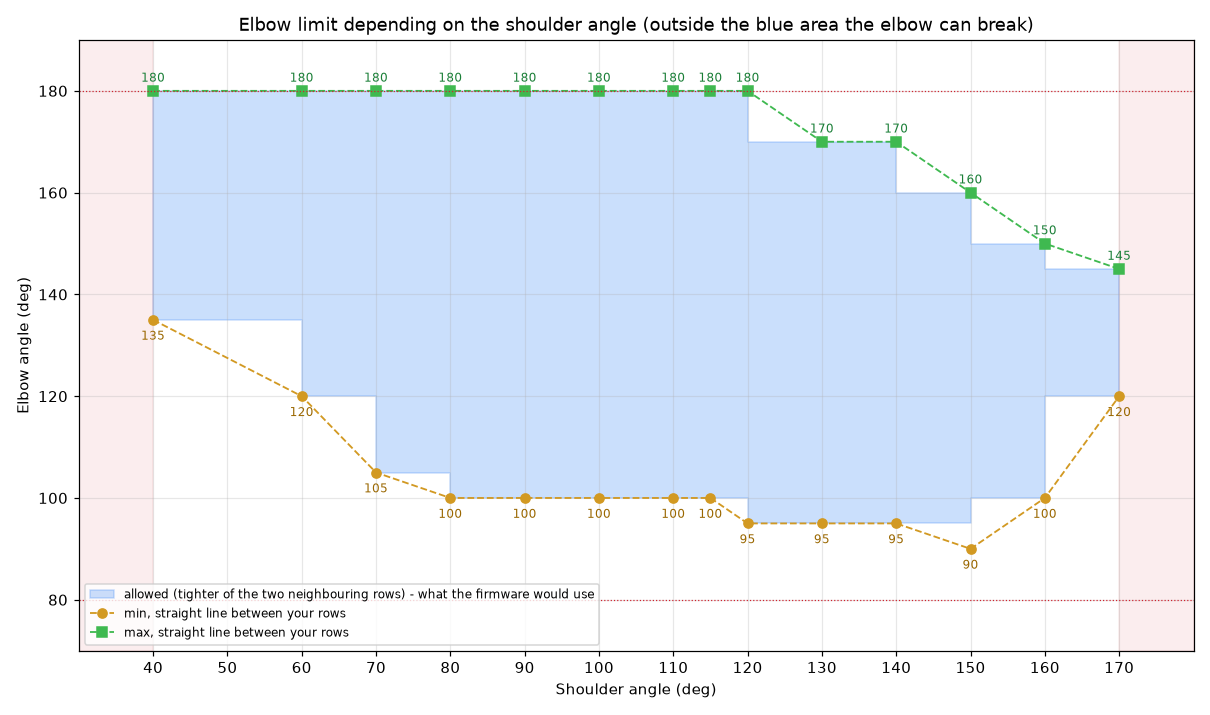 Elbow limit depending on the shoulder angle (outside the blue area the elbow can break)
180 180 180 180 180 180 180 180 180
170 170
160
150
145
135
120
105
100 100 100 100 100
95 95 95
90
100
120
Elbow angle (deg)
180
160
140
120
100
80
allowed (tighter of the two neighbouring rows) - what the firmware would use
min, straight line between your rows
max, straight line between your rows
40 50 60 70 80 90 100 110 120 130 140 150 160 170
Shoulder angle (deg)